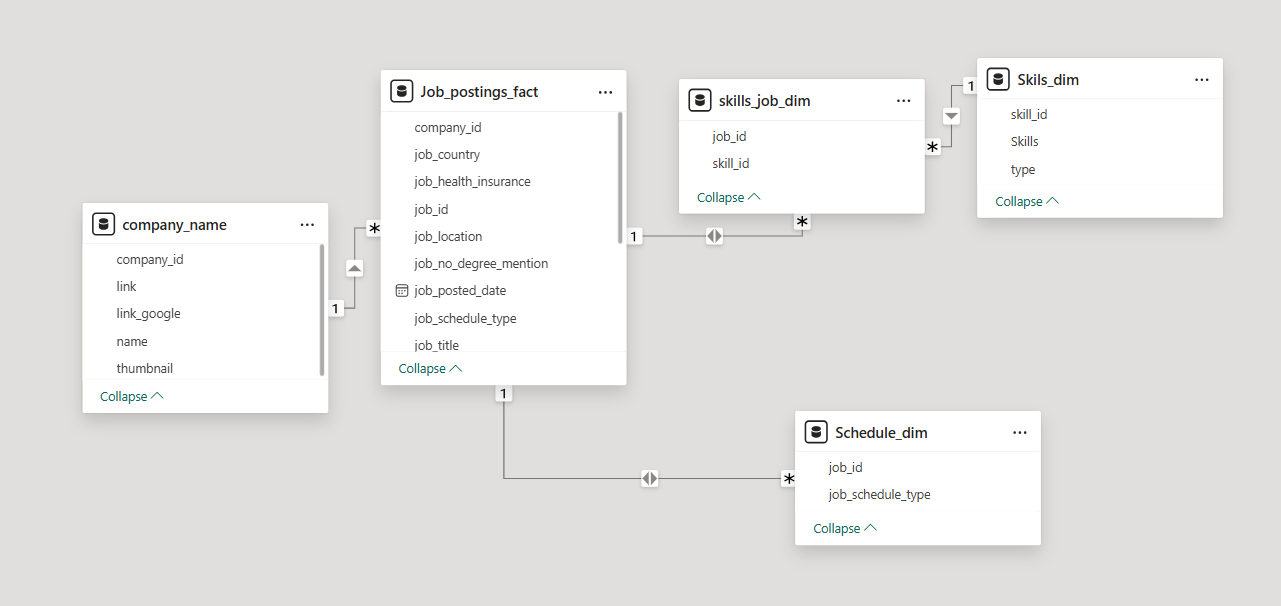 company_name
company_id
link
link_google
name
thumbnail
Collapse
1
*
Job_postings_fact
company_id
job_country
job_health_insurance
job_id
job_location
job_no_degree_mention
job_posted_date
job_schedule_type
job_title
Collapse
1
*
1
*
skills_job_dim
job_id
skill_id
Collapse
*
1
Skils_dim
skill_id
Skills
type
Collapse
Schedule_dim
job_id
job_schedule_type
Collapse